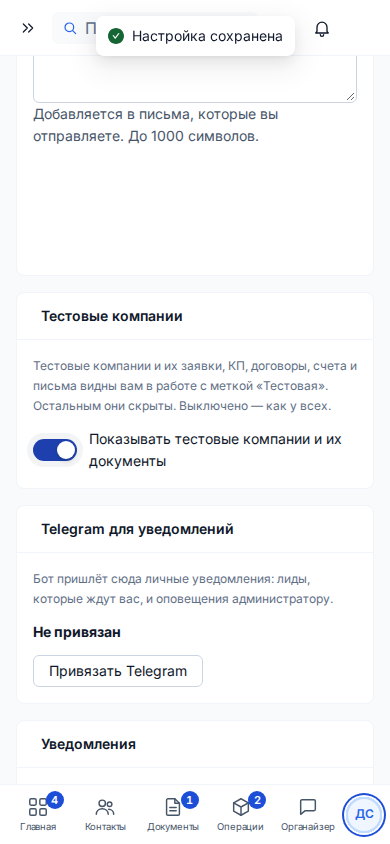 Настройка сохранена
Добавляется в письма, которые вы
отправляете. До 1000 символов.
Тестовые компании
Тестовые компании и их заявки, КП, договоры, счета и
письма видны вам в работе с меткой «Тестовая».
Остальным они скрыты. Выключено — как у всех.
Показывать тестовые компании и их
документы
Telegram для уведомлений
Бот пришлёт сюда личные уведомления: лиды,
которые ждут вас, и оповещения администратору.
Не привязан
Привязать Telegram
Уведомления
4
1
2
ДС
Главная
Контакты
Документы
Операции
Органайзер